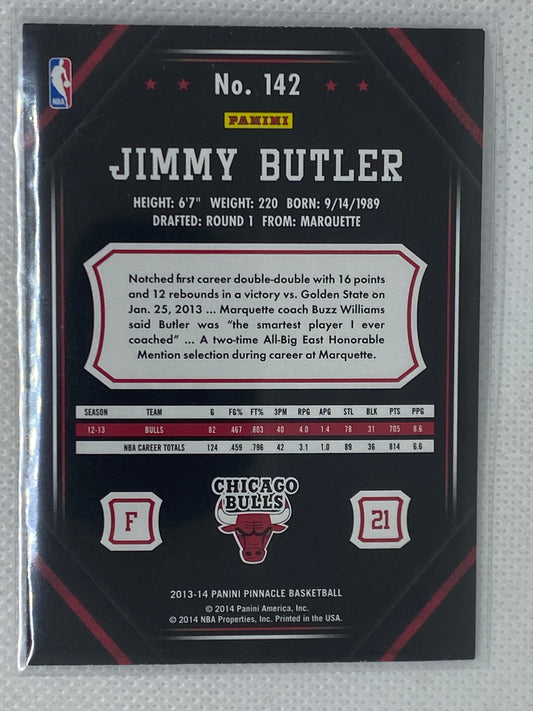 NBA
No. 142
PANINI
JIMMY BUTLER
HEIGHT: 6'7" WEIGHT: 220 BORN: 9/14/1989
DRAFTED: ROUND 1 FROM: MARQUETTE
Notched first career double-double with 16 points
and 12 rebounds in a victory vs. Golden State on
Jan. 25, 2013 ... Marquette coach Buzz Williams
said Butler was "the smartest player I ever
coached" ... A two-time All-Big East Honorable
Mention selection during career at Marquette.
SEASON TEAM G FG% FT% 3PM RPG APG STL BLK PTS PPG
12-13 BULLS 82 .467 .803 40 4.0 1.4 78 31 705 8.6
NBA CAREER TOTALS 124 .459 .796 42 3.1 1.0 89 36 814 6.6
CHICAGO
BULLS
F
21
2013-14 PANINI PINNACLE BASKETBALL
© 2014 Panini America, Inc.
© 2014 NBA Properties, Inc. Printed in the USA.